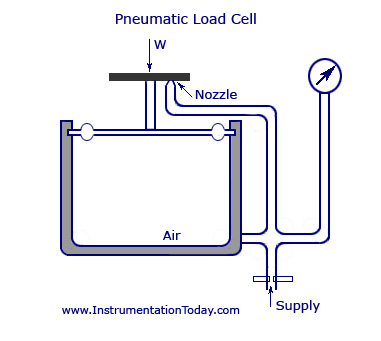 Pneumatic Load Cell
W
Nozzle
Air
Supply
www.InstrumentationToday.com